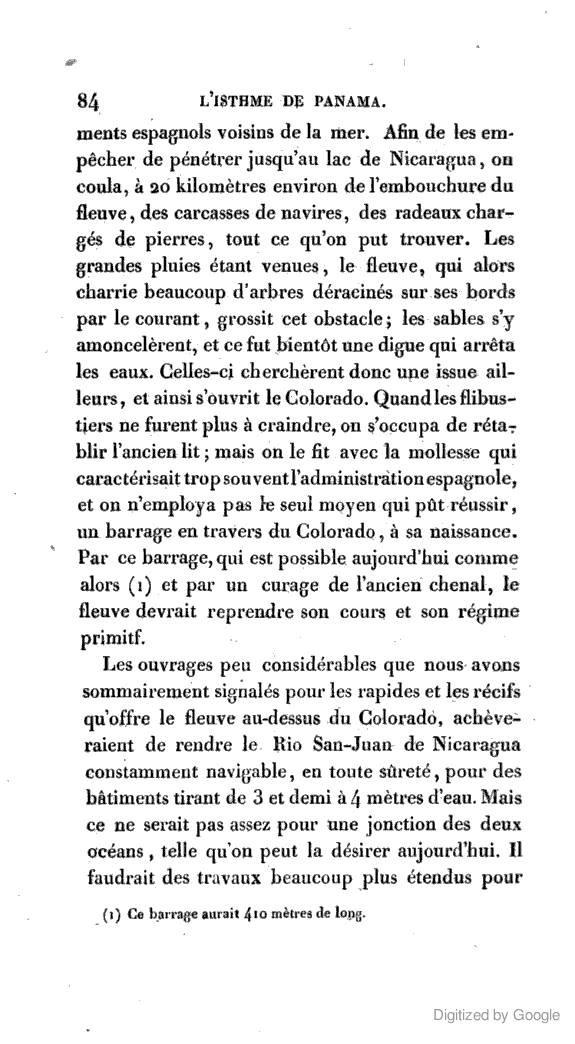 84 L'ISTHME DE PANAMA.
ments espagnols voisins de la mer. Afin de les em-
pêcher de pénétrer jusqu'au lac de Nicaragua, on
coula, à 20 kilomètres environ de l'embouchure du
fleuve, des carcasses de navires, des radeaux char-
gés de pierres, tout ce qu'on put trouver. Les
grandes pluies étant venues, le fleuve, qui alors
charrie beaucoup d'arbres déracinés sur ses bords
par le courant, grossit cet obstacle; les sables s'y
amoncelèrent, et ce fut bientôt une digue qui arrêta
les eaux. Celles-ci cherchèrent donc une issue ail-
leurs, et ainsi s'ouvrit le Colorado. Quand les flibus-
tiers ne furent plus à craindre, on s'occupa de réta-
blir l'ancien lit; mais on le fit avec la mollesse qui
caractérisait trop souvent l'administration espagnole,
et on n'employa pas le seul moyen qui pût réussir,
un barrage en travers du Colorado, à sa naissance.
Par ce barrage, qui est possible aujourd'hui comme
alors (1) et par un curage de l'ancien chenal, le
fleuve devrait reprendre son cours et son régime
primitf.
Les ouvrages peu considérables que nous avons
sommairement signalés pour les rapides et les récifs
qu'offre le fleuve au-dessus du Colorado, achève-
raient de rendre le Rio San-Juan de Nicaragua
constamment navigable, en toute sûreté, pour des
bâtiments tirant de 3 et demi à 4 mètres d'eau. Mais
ce ne serait pas assez pour une jonction des deux
océans, telle qu'on peut la désirer aujourd'hui. Il
faudrait des travaux beaucoup plus étendus pour
(1) Ce barrage aurait 410 mètres de long.
Digitized by Google